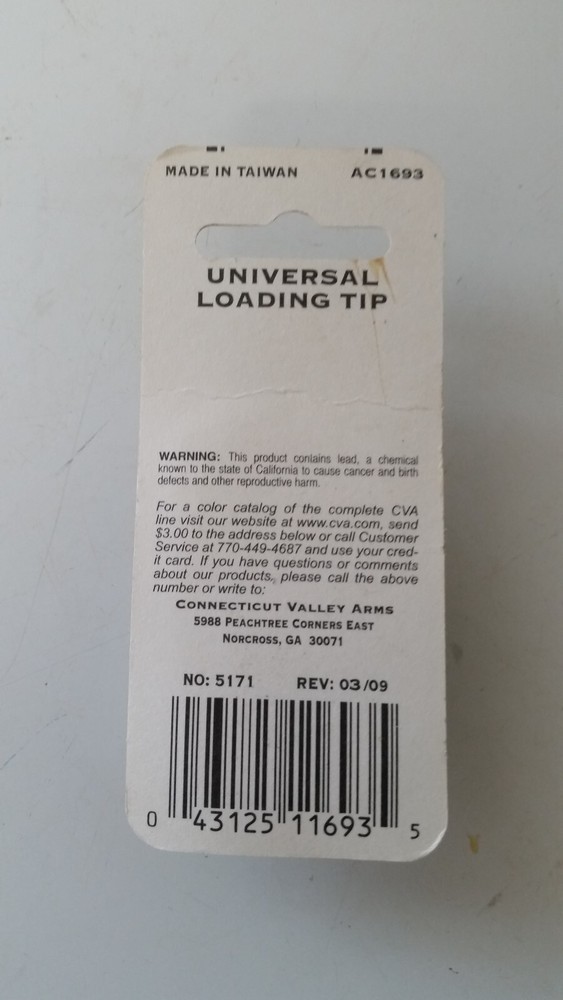 MADE IN TAIWAN AC1693
UNIVERSAL
LOADING TIP
WARNING: This product contains lead, a chemical
known to the state of California to cause cancer and birth
defects and other reproductive harm.
For a color catalog of the complete CVA
line visit our website at www.cva.com, send
$3.00 to the address below or call Customer
Service at 770-449-4687 and use your cred-
it card. If you have questions or comments
about our products, please call the above
number or write to:
CONNECTICUT VALLEY ARMS
5988 PEACHTREE CORNERS EAST
NORCROSS, GA 30071
NO: 5171 REV: 03/09
0 43125 11693 5